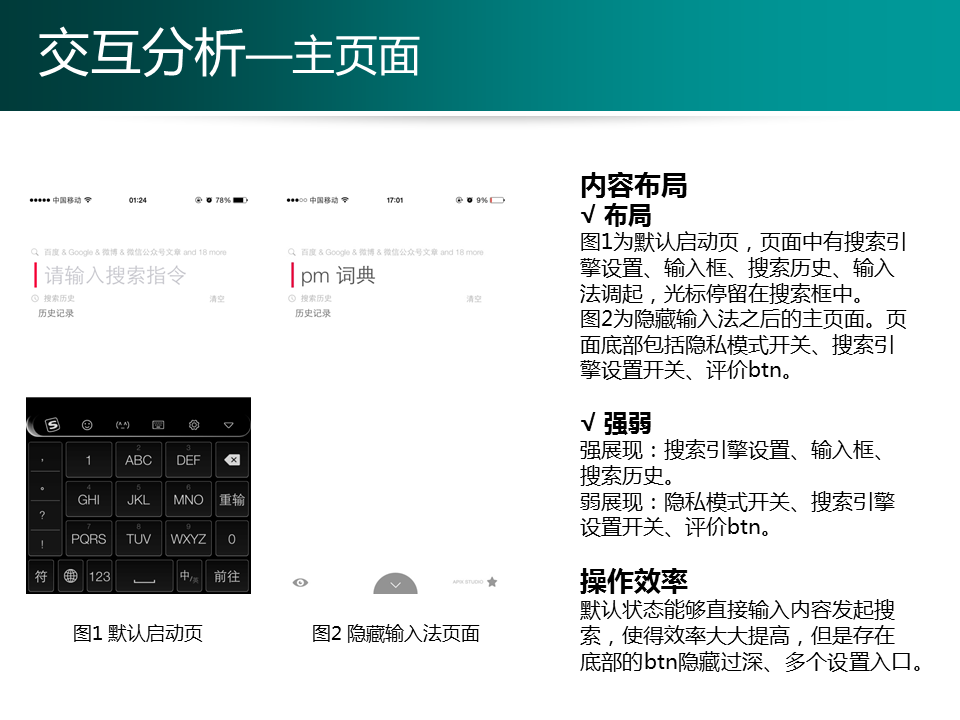 交互分析—主页面
中国移动 01:24 78%
百度 & Google & 微博 & 微信公众号文章 and 18 more
请输入搜索指令
搜索历史 清空
历史记录
, 1 2 ABC 3 DEF
。 4 GHI 5 JKL 6 MNO 重输
? 7 PQRS 8 TUV 9 WXYZ 0
!
符 123 中/英 前往
图1 默认启动页
中国移动 17:01 9%
百度 & Google & 微博 & 微信公众号文章 and 18 more
pm 词典
搜索历史 清空
历史记录
APIX STUDIO
图2 隐藏输入法页面
内容布局
√ 布局
图1为默认启动页，页面中有搜索引
擎设置、输入框、搜索历史、输入
法调起，光标停留在搜索框中。
图2为隐藏输入法之后的主页面。页
面底部包括隐私模式开关、搜索引
擎设置开关、评价btn。
√ 强弱
强展现：搜索引擎设置、输入框、
搜索历史。
弱展现：隐私模式开关、搜索引擎
设置开关、评价btn。
操作效率
默认状态能够直接输入内容发起搜
索，使得效率大大提高，但是存在
底部的btn隐藏过深、多个设置入口。